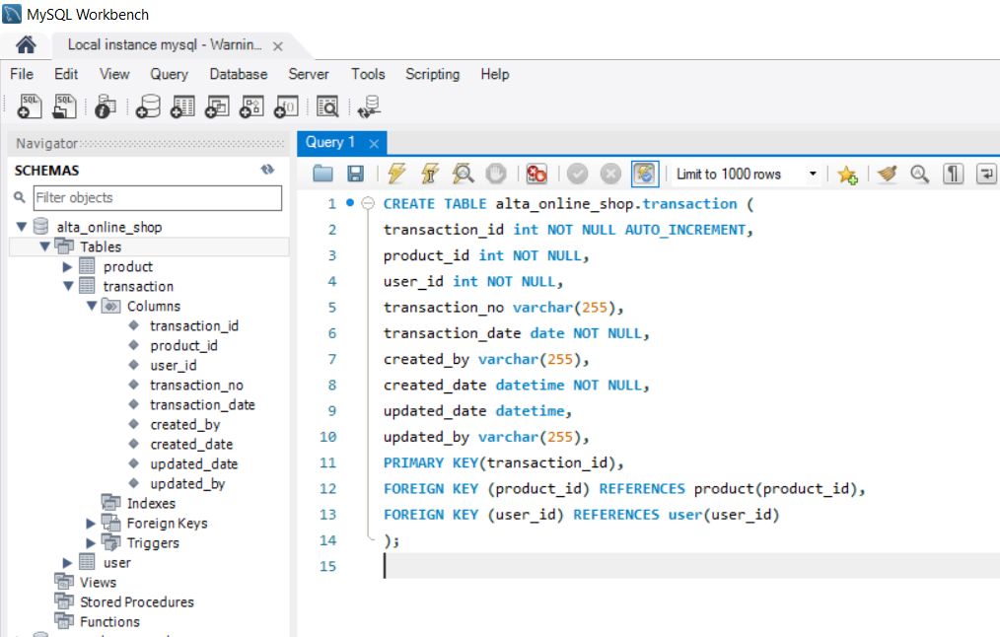 MySQL Workbench
Local instance mysql - Warnin...
File Edit View Query Database Server Tools Scripting Help
Navigator
SCHEMAS
Filter objects
alta_online_shop
Tables
product
transaction
Columns
transaction_id
product_id
user_id
transaction_no
transaction_date
created_by
created_date
updated_date
updated_by
Indexes
Foreign Keys
Triggers
user
Views
Stored Procedures
Functions
Query 1
Limit to 1000 rows
1 CREATE TABLE alta_online_shop.transaction (
2 transaction_id int NOT NULL AUTO_INCREMENT,
3 product_id int NOT NULL,
4 user_id int NOT NULL,
5 transaction_no varchar(255),
6 transaction_date date NOT NULL,
7 created_by varchar(255),
8 created_date datetime NOT NULL,
9 updated_date datetime,
10 updated_by varchar(255),
11 PRIMARY KEY(transaction_id),
12 FOREIGN KEY (product_id) REFERENCES product(product_id),
13 FOREIGN KEY (user_id) REFERENCES user(user_id)
14 );
15